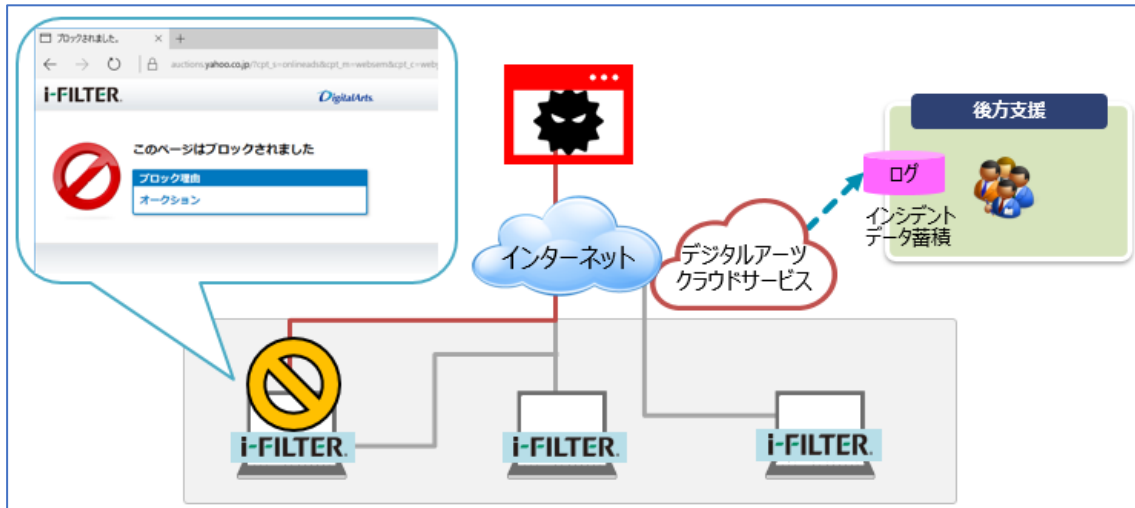 ブロックされました。
auctions.yahoo.co.jp/?cpt_s=onlineads&cpt_m=websem&cpt_c=web
i-FILTER.
DigitalArts
このページはブロックされました
ブロック理由
オークション
後方支援
ログ
インシデント
データ蓄積
インターネット
デジタルアーツ
クラウドサービス
i-FILTER.
i-FILTER.
i-FILTER.